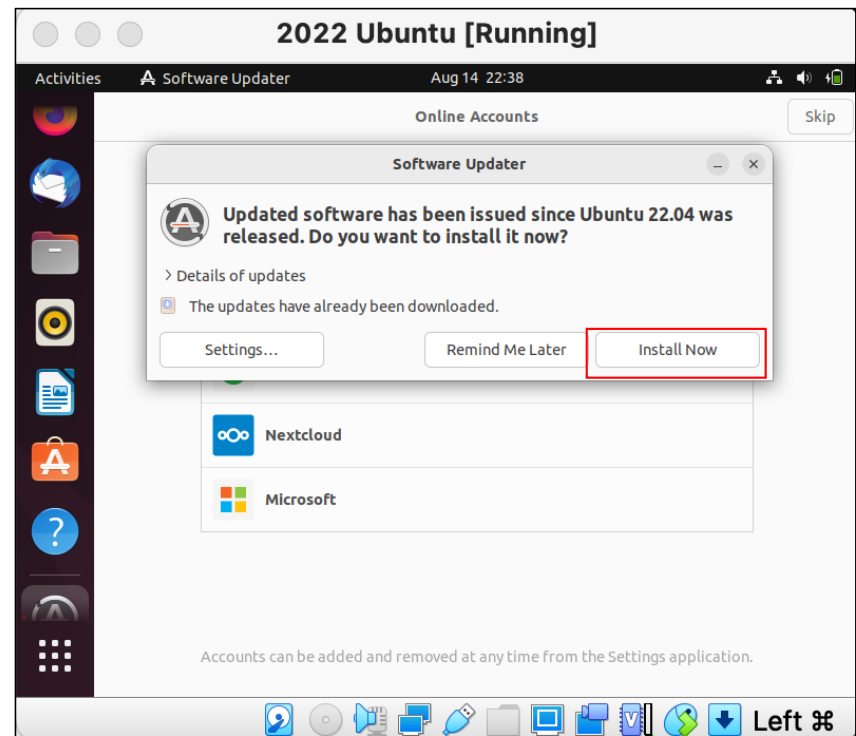 2022 Ubuntu [Running]
Activities
Software Updater
Aug 14 22:38
Online Accounts
Skip
Software Updater
Updated software has been issued since Ubuntu 22.04 was
released. Do you want to install it now?
Details of updates
The updates have already been downloaded.
Settings...
Remind Me Later
Install Now
Nextcloud
Microsoft
Accounts can be added and removed at any time from the Settings application.
Left ⌘